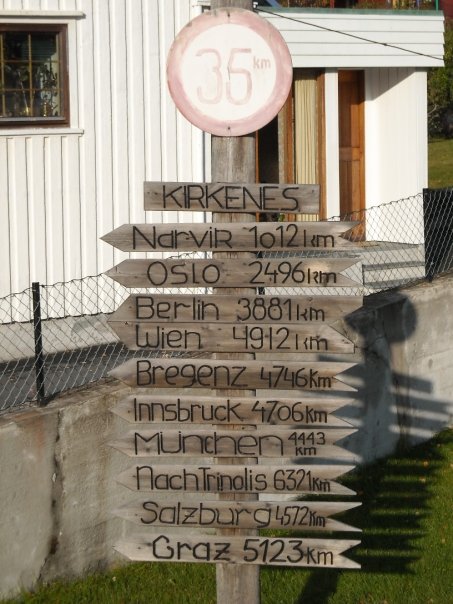 35 km
KIRKENES
Narvik 1012 km
OSLO 2496 km
Berlin 3881 km
Wien 4912 km
Bregenz 4746 km
Innsbruck 4706 km
München 4443 km
Nach Trinolis 6321 km
Salzburg 4572 km
Graz 5123 km